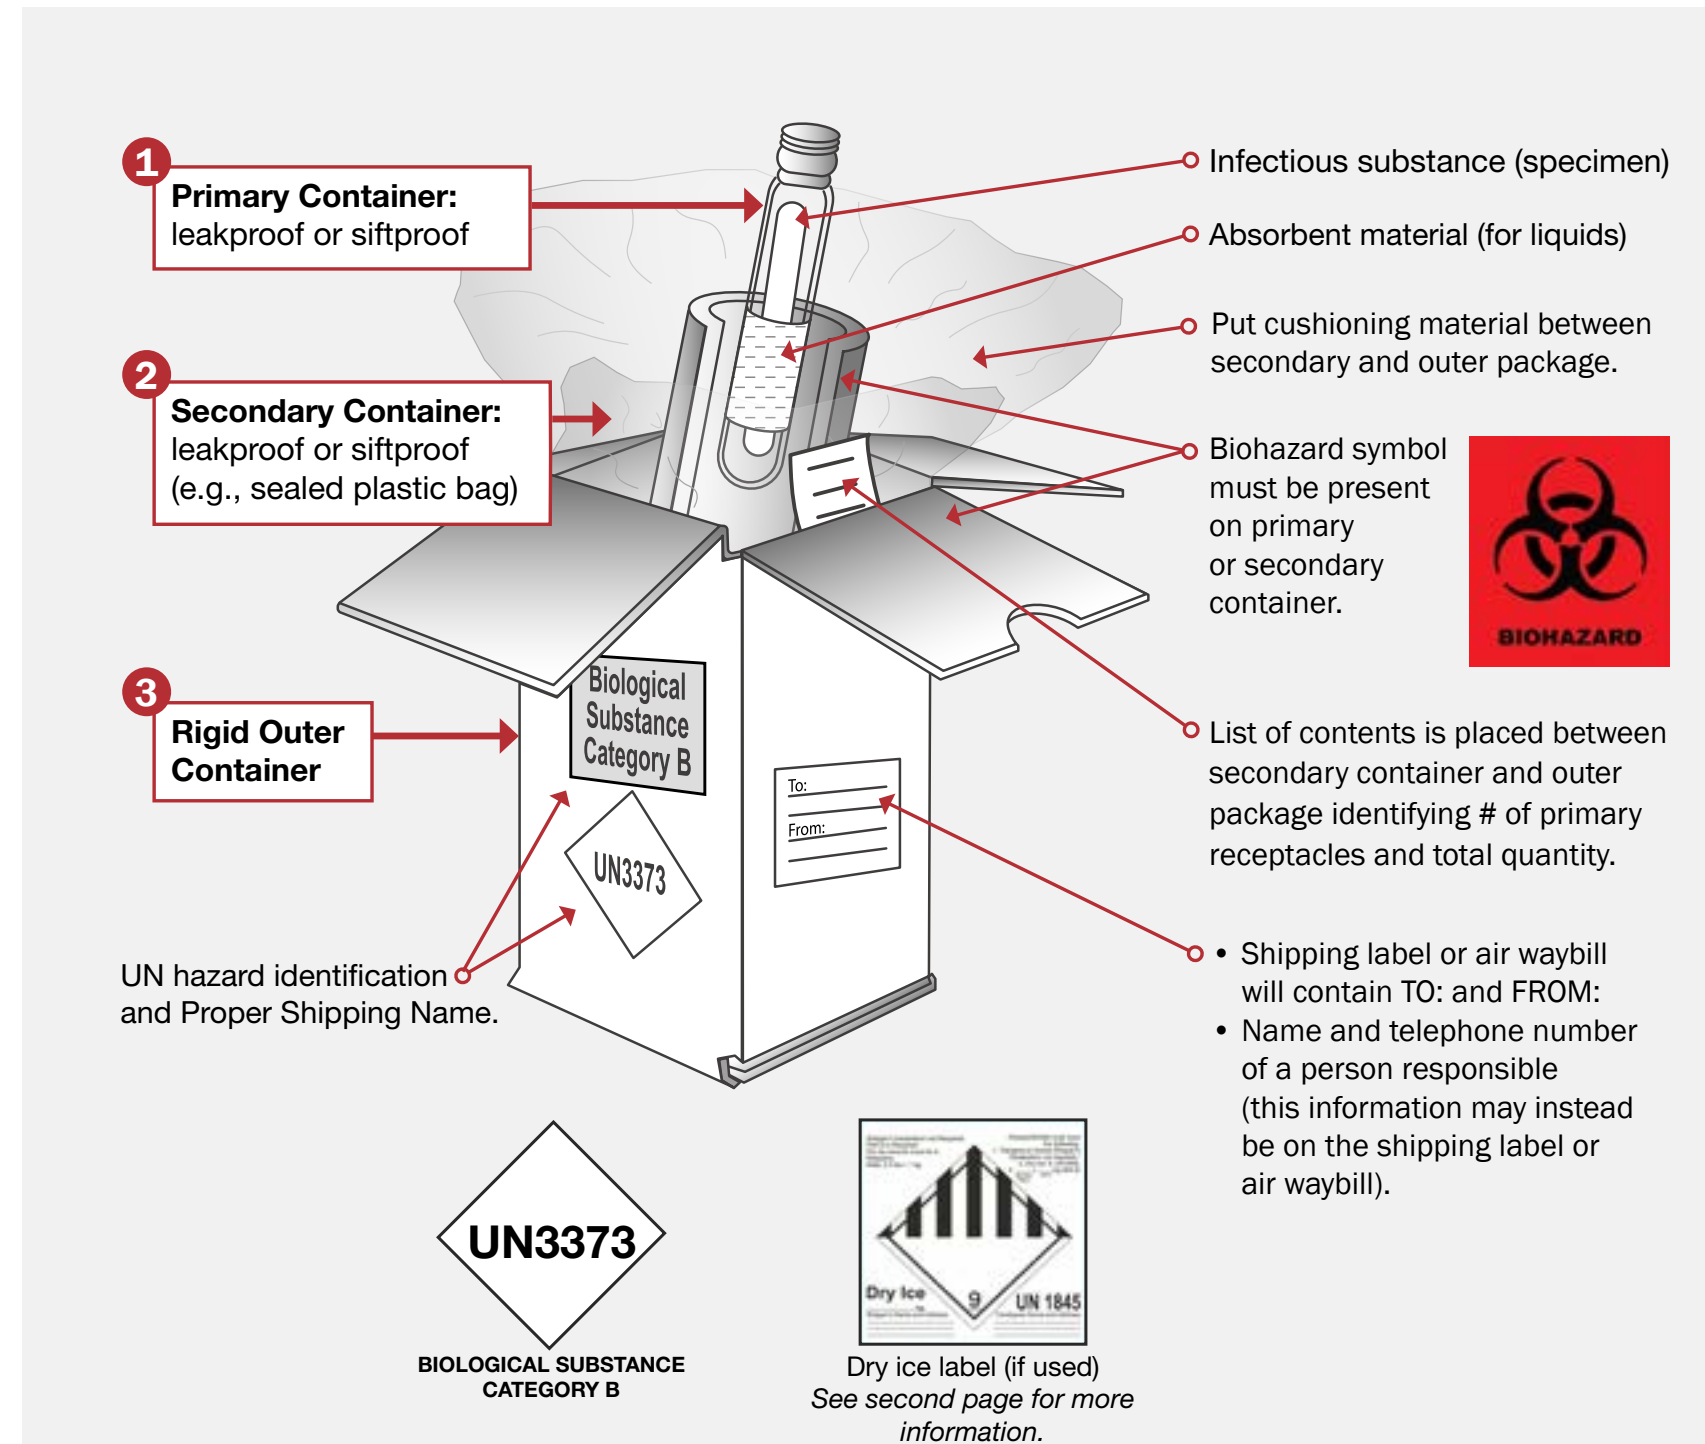 1
Primary Container:
leakproof or siftproof
2
Secondary Container:
leakproof or siftproof
(e.g., sealed plastic bag)
3
Rigid Outer
Container
UN hazard identification
and Proper Shipping Name.
Infectious substance (specimen)
Absorbent material (for liquids)
Put cushioning material between
secondary and outer package.
Biohazard symbol
must be present
on primary
or secondary
container.
BIOHAZARD
List of contents is placed between
secondary container and outer
package identifying # of primary
receptacles and total quantity.
• Shipping label or air waybill
will contain TO: and FROM:
• Name and telephone number
of a person responsible
(this information may instead
be on the shipping label or
air waybill).
Biological
Substance
Category B
UN3373
To:
From:
UN3373
BIOLOGICAL SUBSTANCE
CATEGORY B
Dry Ice
9
UN 1845
Dry ice label (if used)
See second page for more
information.